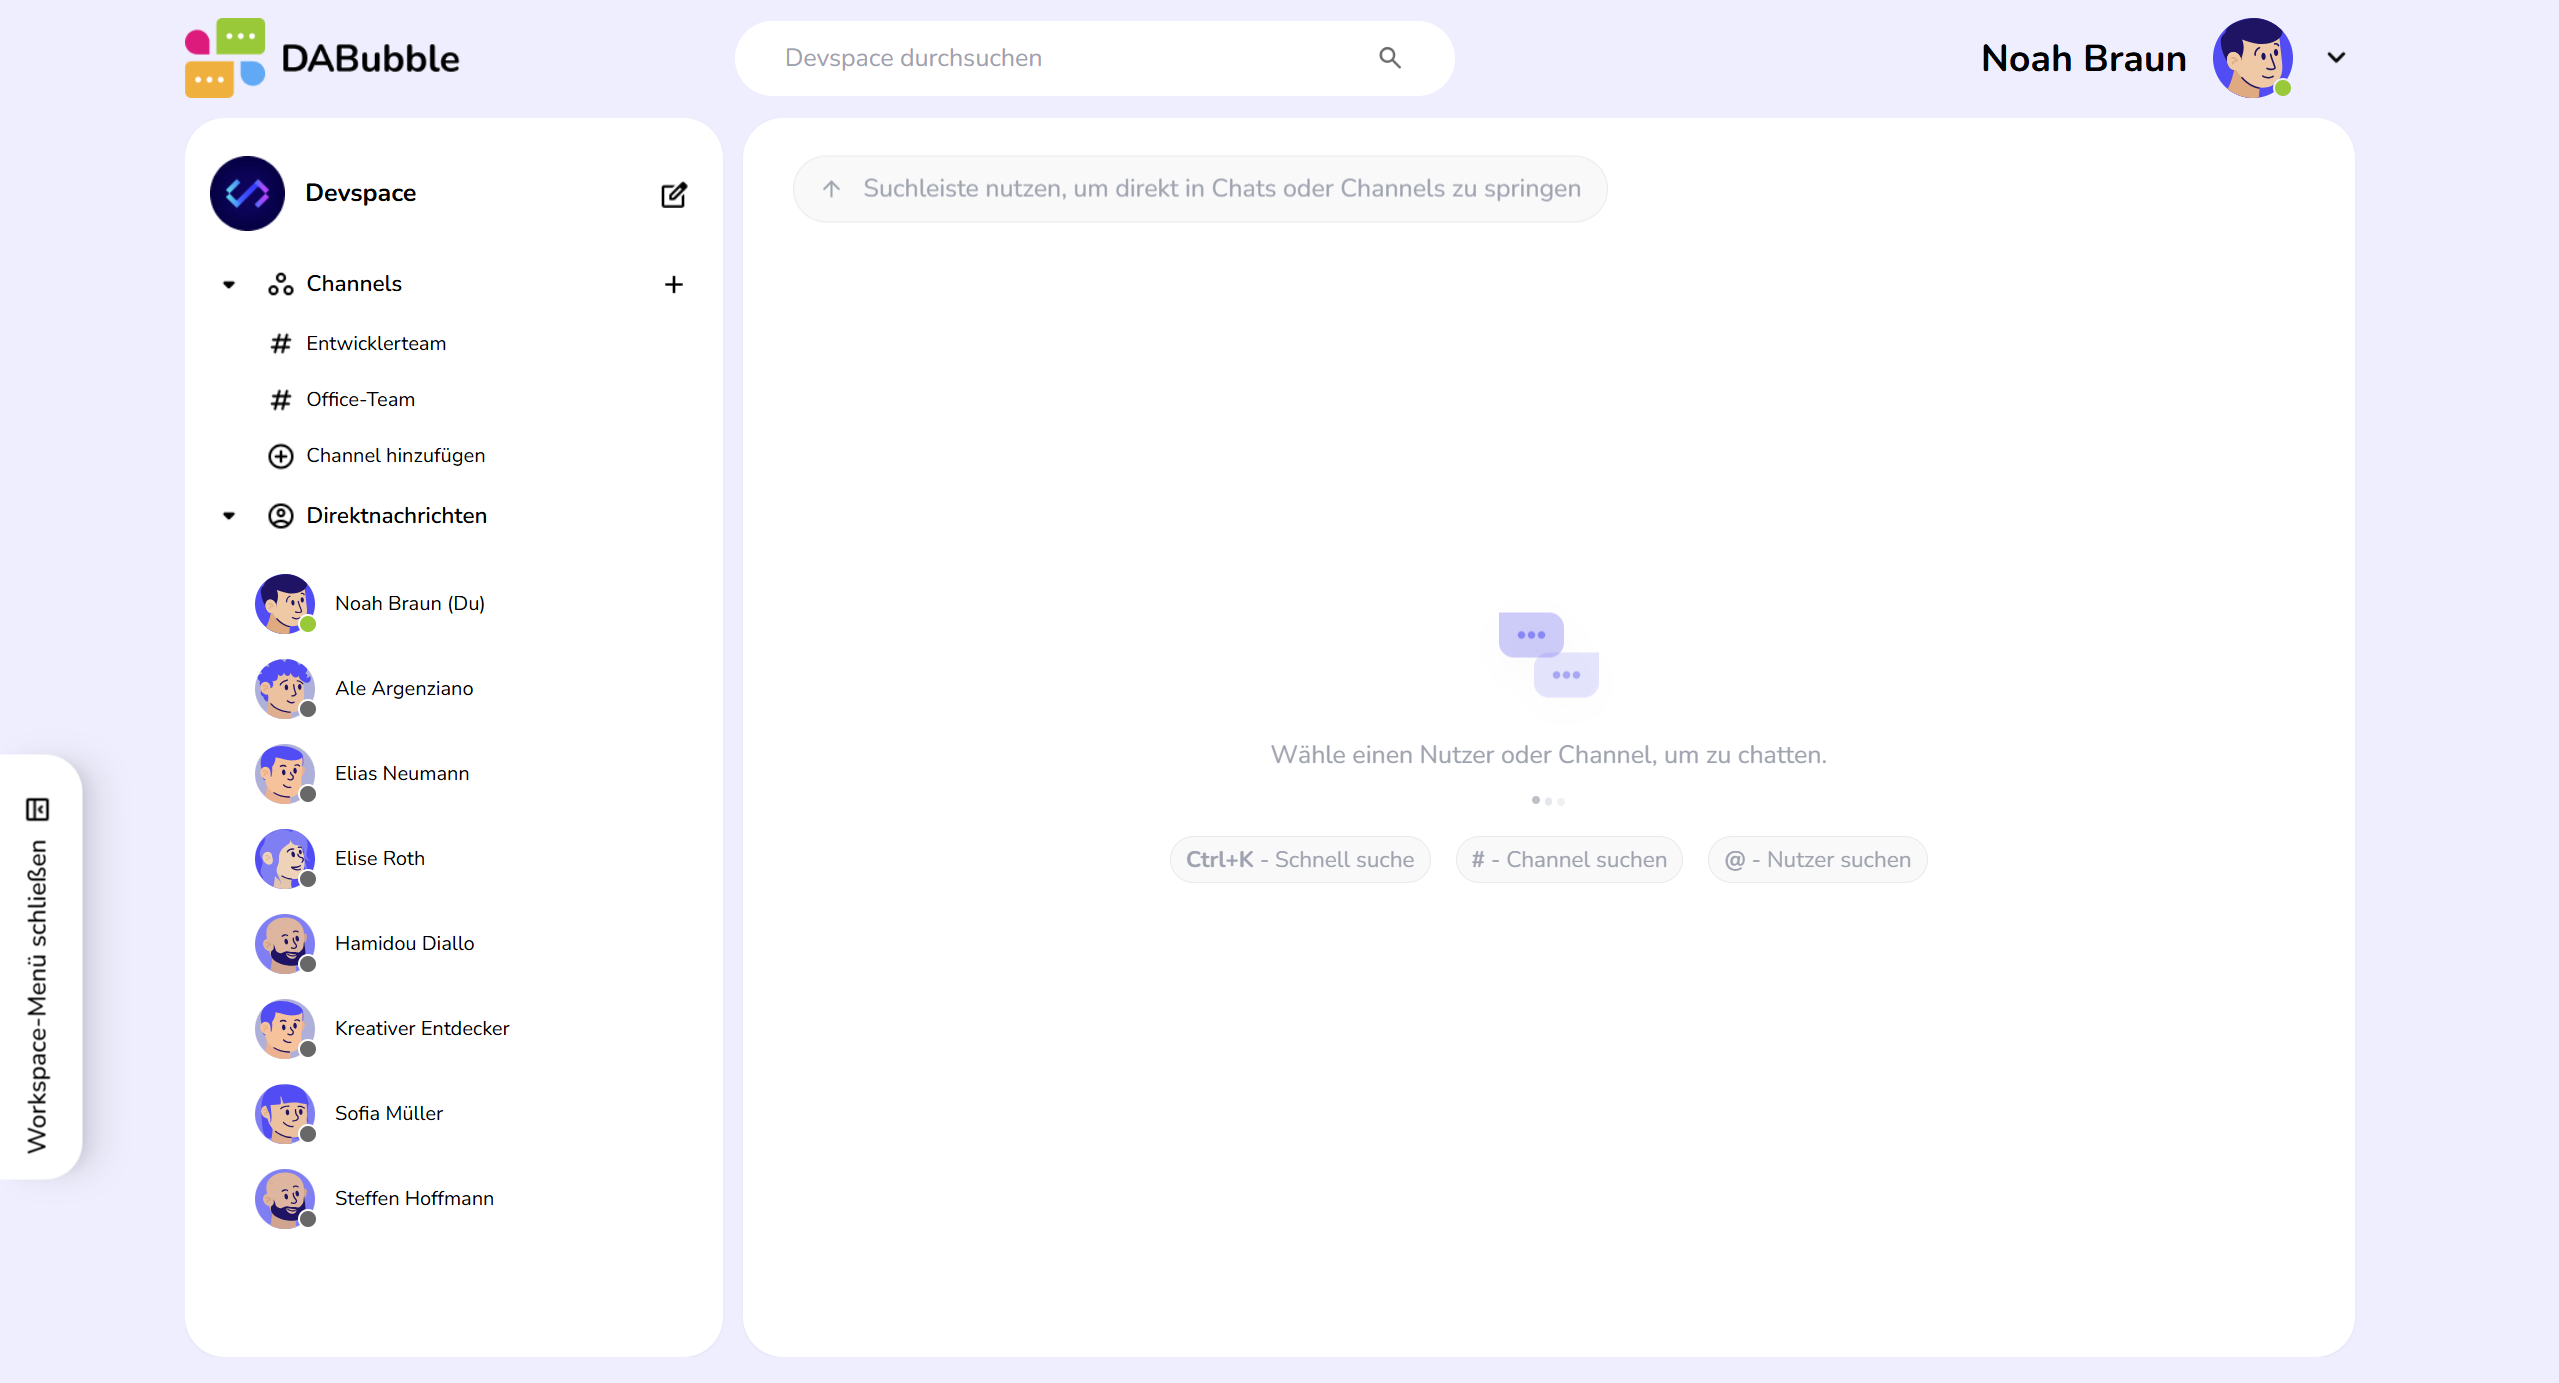 DABubble
Devspace durchsuchen
Noah Braun
Devspace
Channels
# Entwicklerteam
# Office-Team
Channel hinzufügen
Direktnachrichten
Noah Braun (Du)
Ale Argenziano
Elias Neumann
Elise Roth
Hamidou Diallo
Kreativer Entdecker
Sofia Müller
Steffen Hoffmann
Workspace-Menü schließen
Suchleiste nutzen, um direkt in Chats oder Channels zu springen
Wähle einen Nutzer oder Channel, um zu chatten.
Ctrl+K - Schnell suche
# - Channel suchen
@ - Nutzer suchen